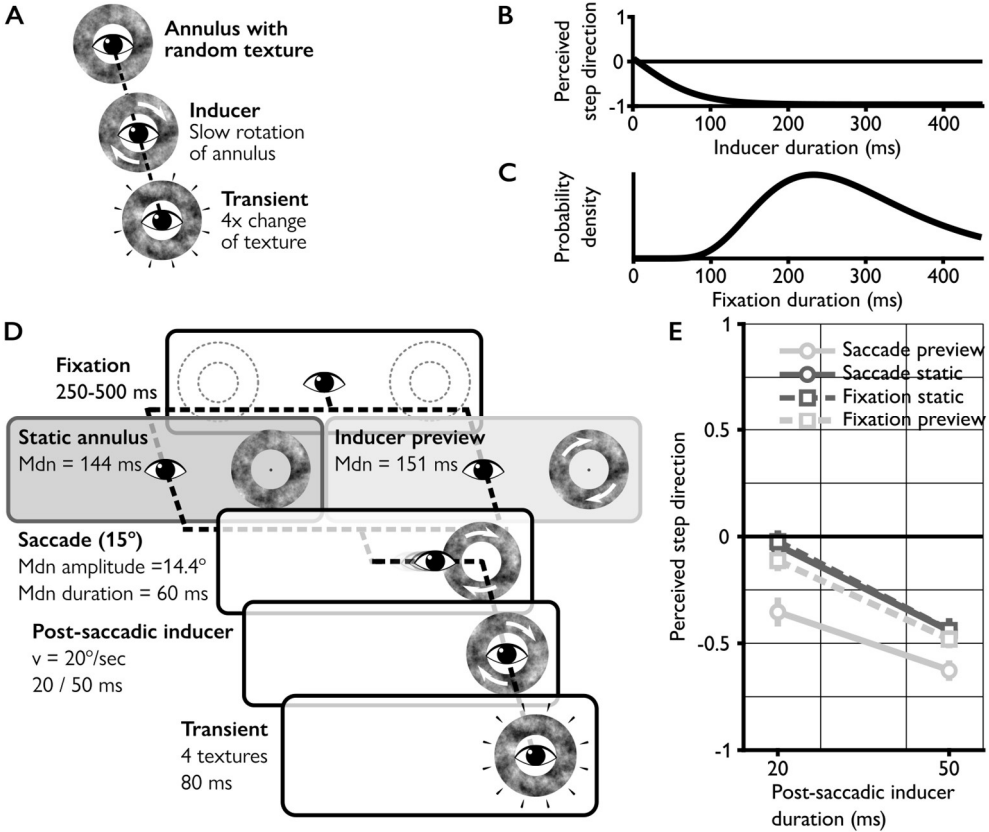 A
Annulus with
random texture
Inducer
Slow rotation
of annulus
Transient
4x change
of texture
B
Perceived
step direction
1
0
-1
0
100
200
300
400
Inducer duration (ms)
C
Probability
density
0
100
200
300
400
Fixation duration (ms)
D
Fixation
250-500 ms
Static annulus
Mdn = 144 ms
Inducer preview
Mdn = 151 ms
Saccade (15º)
Mdn amplitude =14.4º
Mdn duration = 60 ms
Post-saccadic inducer
v = 20º/sec
20 / 50 ms
Transient
4 textures
80 ms
E
Perceived step direction
1
0.5
0
-0.5
-1
Saccade preview
Saccade static
Fixation static
Fixation preview
20
50
Post-saccadic inducer
duration (ms)